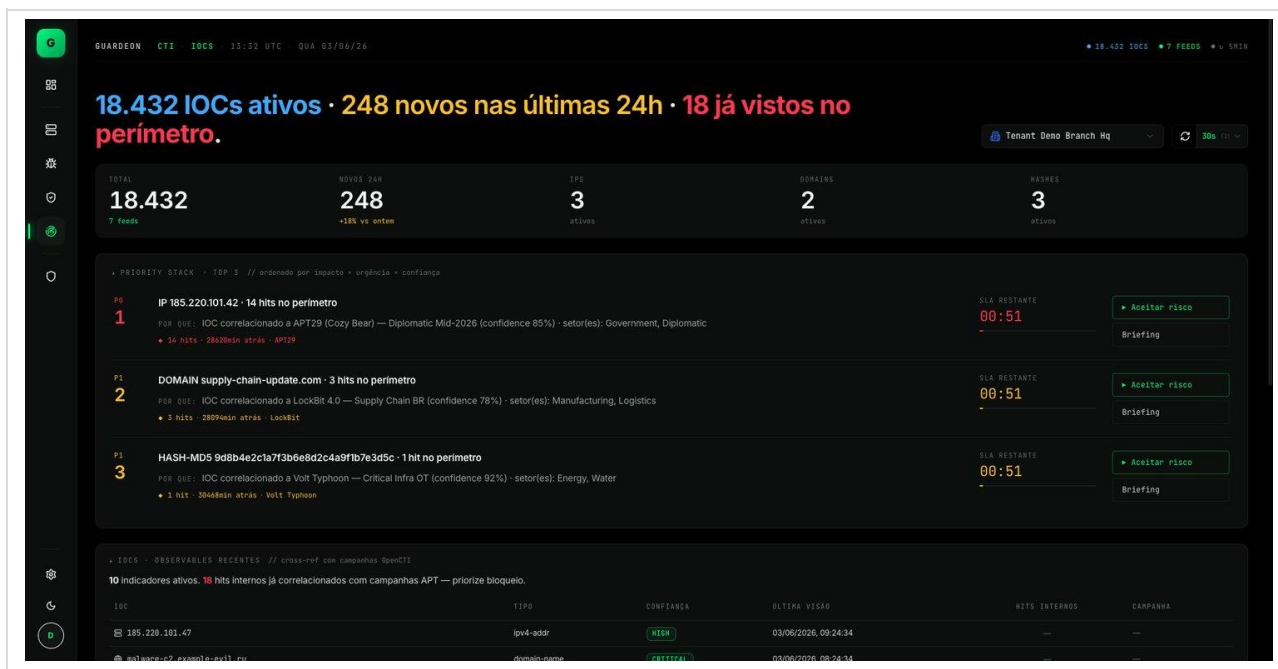 G
GUARDEON · CTI · IOCS · 13:32 UTC · QUA 03/06/26
18.432 IOCS
7 FEEDS
5MIN
18.432 IOCs ativos · 248 novos nas últimas 24h · 18 já vistos no
perímetro.
Tenant Demo Branch Hq
30s
TOTAL
18.432
7 feeds
NOVOS 24H
248
+18% vs ontem
IPS
3
ativos
DOMAINS
2
ativos
HASHES
3
ativos
PRIORITY STACK · TOP 3 // ordenado por impacto × urgência × confiança
P0
1
IP 185.220.101.42 · 14 hits no perímetro
POR QUE: IOC correlacionado a APT29 (Cozy Bear) — Diplomatic Mid-2026 (confidence 85%) · setor(es): Government, Diplomatic
14 hits · 28620min atrás · APT29
SLA RESTANTE
00:51
Aceitar risco
Briefing
P1
2
DOMAIN supply-chain-update.com · 3 hits no perímetro
POR QUE: IOC correlacionado a LockBit 4.0 — Supply Chain BR (confidence 78%) · setor(es): Manufacturing, Logistics
3 hits · 28094min atrás · LockBit
SLA RESTANTE
00:51
Aceitar risco
Briefing
P1
3
HASH-MD5 9d8b4e2c1a7f3b6e8d2c4a9f1b7e3d5c · 1 hit no perímetro
POR QUE: IOC correlacionado a Volt Typhoon — Critical Infra OT (confidence 92%) · setor(es): Energy, Water
1 hit · 30468min atrás · Volt Typhoon
SLA RESTANTE
00:51
Aceitar risco
Briefing
IOCS · OBSERVABLES RECENTES // cross-ref com campanhas OpenCTI
10 indicadores ativos. 18 hits internos já correlacionados com campanhas APT — priorize bloqueio.
IOC TIPO CONFIANÇA ÚLTIMA VISÃO HITS INTERNOS CAMPANHA
185.220.101.47 ipv4-addr HIGH 03/06/2026, 09:24:34 — —
malware-c2.example-evil.ru domain-name CRITICAL 03/06/2026, 08:24:34
D